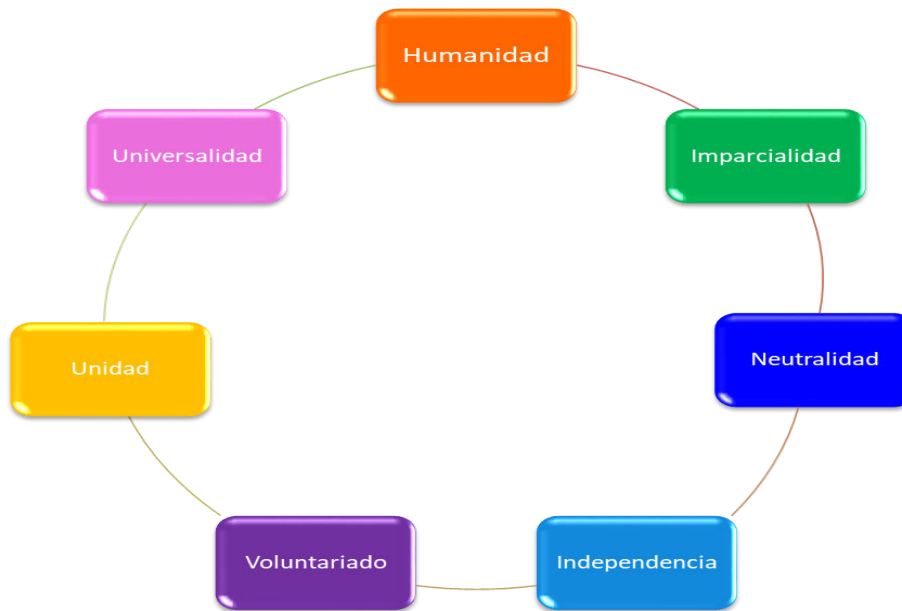 Humanidad
Imparcialidad
Neutralidad
Independencia
Voluntariado
Unidad
Universalidad